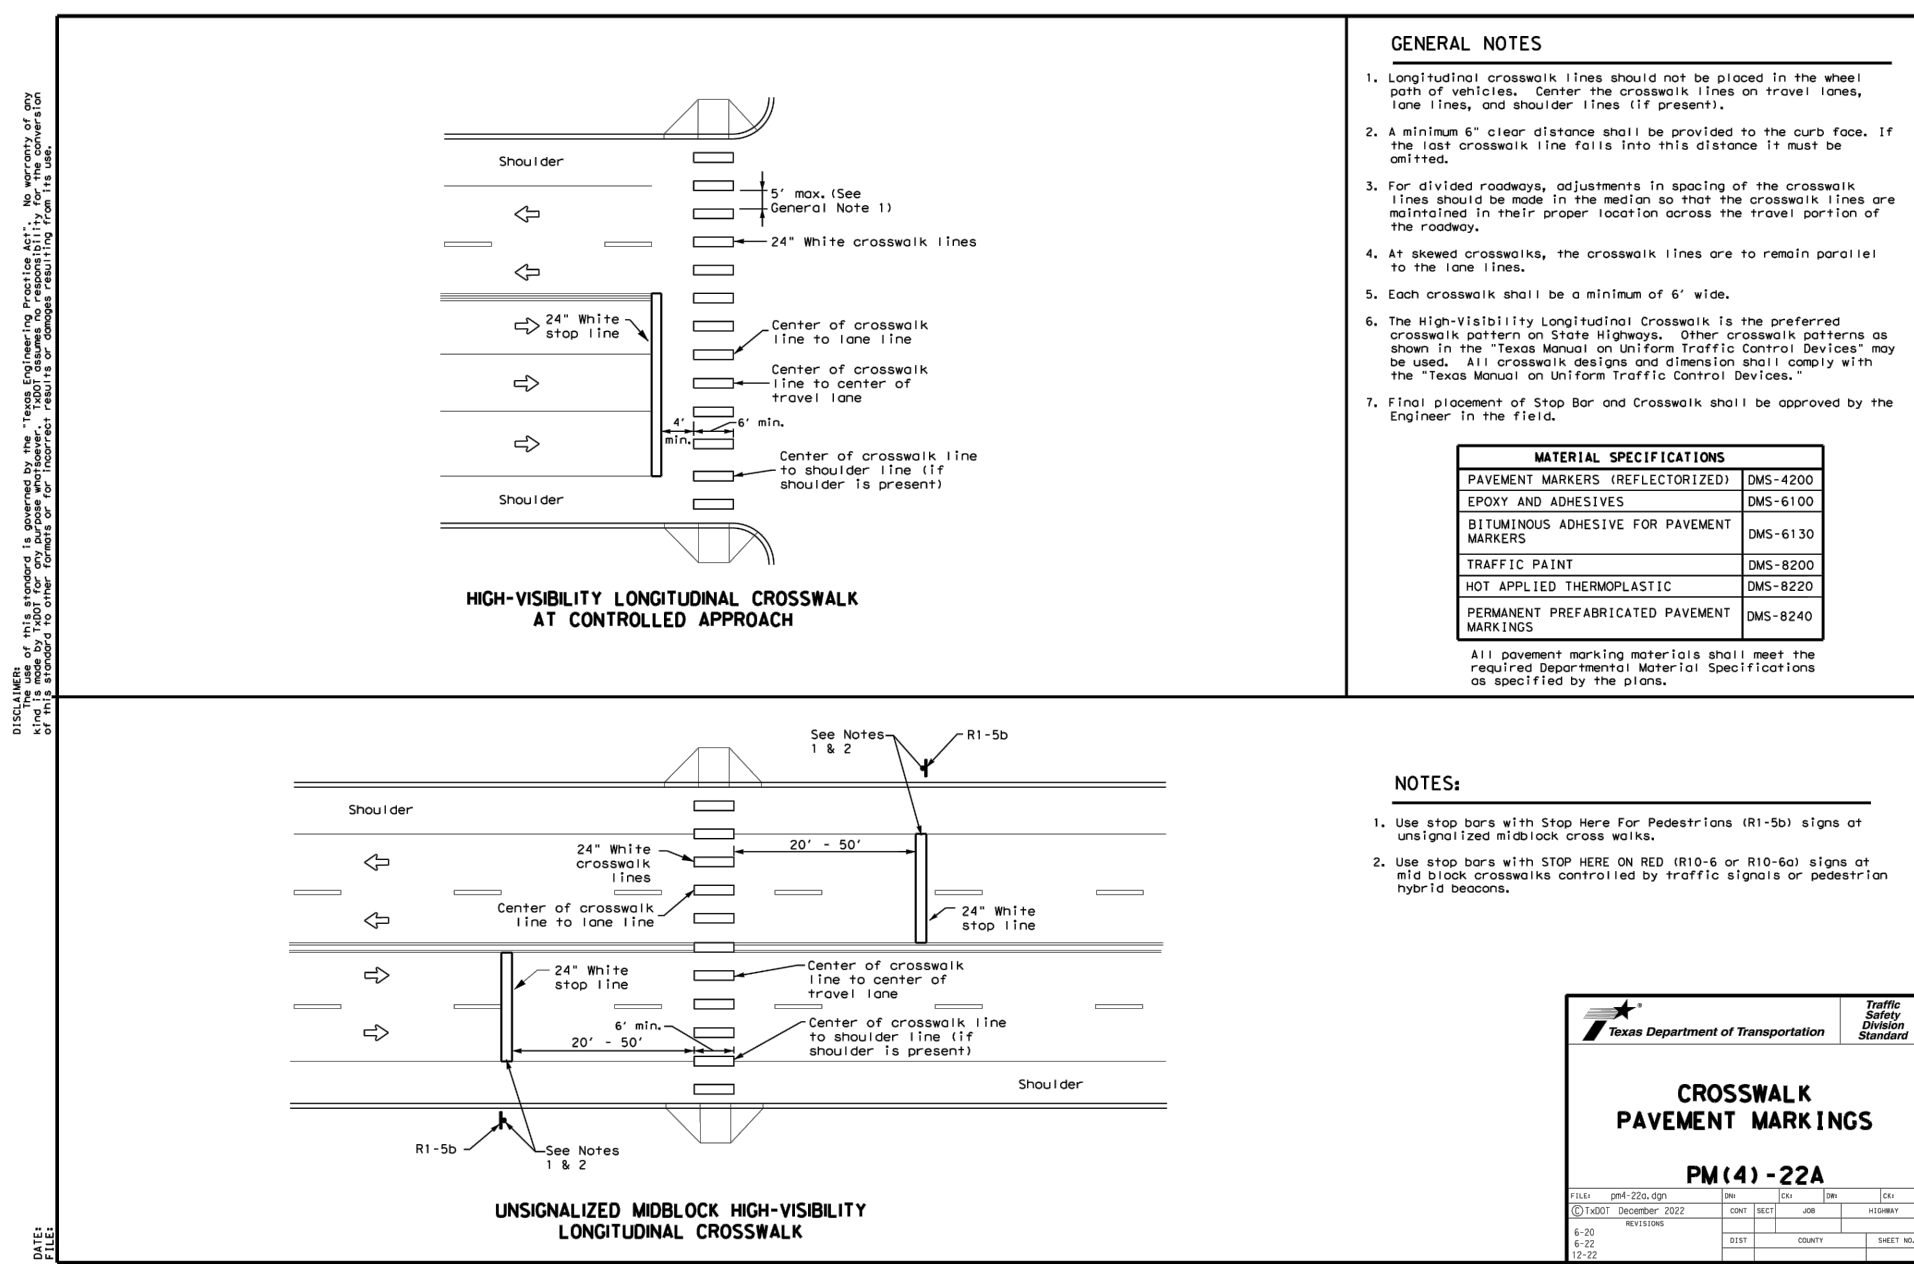 DISCLAIMER:
The use of this standard is governed by the "Texas Engineering Practice Act". No warranty of any
kind is made by TxDOT for any purpose whatsoever. TxDOT assumes no responsibility for the conversion
of this standard to other formats or for incorrect results or damages resulting from its use.
DATE:
FILE:
Shoulder
5' max. (See
General Note 1)
24" White crosswalk lines
24" White
stop line
Center of crosswalk
line to lane line
Center of crosswalk
line to center of
travel lane
4'
min.
6' min.
Center of crosswalk line
to shoulder line (if
shoulder is present)
Shoulder
HIGH-VISIBILITY LONGITUDINAL CROSSWALK
AT CONTROLLED APPROACH
GENERAL NOTES
1. Longitudinal crosswalk lines should not be placed in the wheel
path of vehicles. Center the crosswalk lines on travel lanes,
lane lines, and shoulder lines (if present).
2. A minimum 6" clear distance shall be provided to the curb face. If
the last crosswalk line falls into this distance it must be
omitted.
3. For divided roadways, adjustments in spacing of the crosswalk
lines should be made in the median so that the crosswalk lines are
maintained in their proper location across the travel portion of
the roadway.
4. At skewed crosswalks, the crosswalk lines are to remain parallel
to the lane lines.
5. Each crosswalk shall be a minimum of 6' wide.
6. The High-Visibility Longitudinal Crosswalk is the preferred
crosswalk pattern on State Highways. Other crosswalk patterns as
shown in the "Texas Manual on Uniform Traffic Control Devices" may
be used. All crosswalk designs and dimension shall comply with
the "Texas Manual on Uniform Traffic Control Devices."
7. Final placement of Stop Bar and Crosswalk shall be approved by the
Engineer in the field.
MATERIAL SPECIFICATIONS
PAVEMENT MARKERS (REFLECTORIZED) DMS-4200
EPOXY AND ADHESIVES DMS-6100
BITUMINOUS ADHESIVE FOR PAVEMENT
MARKERS DMS-6130
TRAFFIC PAINT DMS-8200
HOT APPLIED THERMOPLASTIC DMS-8220
PERMANENT PREFABRICATED PAVEMENT
MARKINGS DMS-8240
All pavement marking materials shall meet the
required Departmental Material Specifications
as specified by the plans.
See Notes
1 & 2
R1-5b
Shoulder
24" White
crosswalk
lines
20' - 50'
Center of crosswalk
line to lane line
24" White
stop line
24" White
stop line
Center of crosswalk
line to center of
travel lane
6' min.
20' - 50'
Center of crosswalk line
to shoulder line (if
shoulder is present)
Shoulder
R1-5b
See Notes
1 & 2
UNSIGNALIZED MIDBLOCK HIGH-VISIBILITY
LONGITUDINAL CROSSWALK
NOTES:
1. Use stop bars with Stop Here For Pedestrians (R1-5b) signs at
unsignalized midblock cross walks.
2. Use stop bars with STOP HERE ON RED (R10-6 or R10-6a) signs at
mid block crosswalks controlled by traffic signals or pedestrian
hybrid beacons.
®
Texas Department of Transportation
Traffic
Safety
Division
Standard
CROSSWALK
PAVEMENT MARKINGS
PM(4)-22A
FILE: pm4-22a.dgn DN: CK: DW: CK:
© TxDOT December 2022 CONT SECT JOB HIGHWAY
REVISIONS
6-20
6-22
12-22
DIST COUNTY SHEET NO.